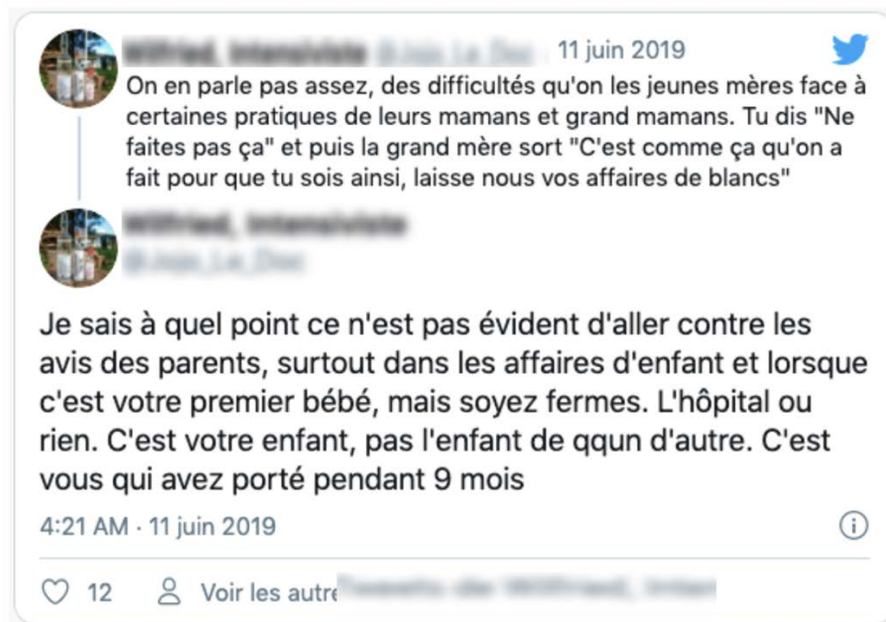 11 juin 2019
On en parle pas assez, des difficultés qu'on les jeunes mères face à
certaines pratiques de leurs mamans et grand mamans. Tu dis "Ne
faites pas ça" et puis la grand mère sort "C'est comme ça qu'on a
fait pour que tu sois ainsi, laisse nous vos affaires de blancs"
Je sais à quel point ce n'est pas évident d'aller contre les
avis des parents, surtout dans les affaires d'enfant et lorsque
c'est votre premier bébé, mais soyez fermes. L'hôpital ou
rien. C'est votre enfant, pas l'enfant de qqun d'autre. C'est
vous qui avez porté pendant 9 mois
4:21 AM · 11 juin 2019
12 Voir les autre